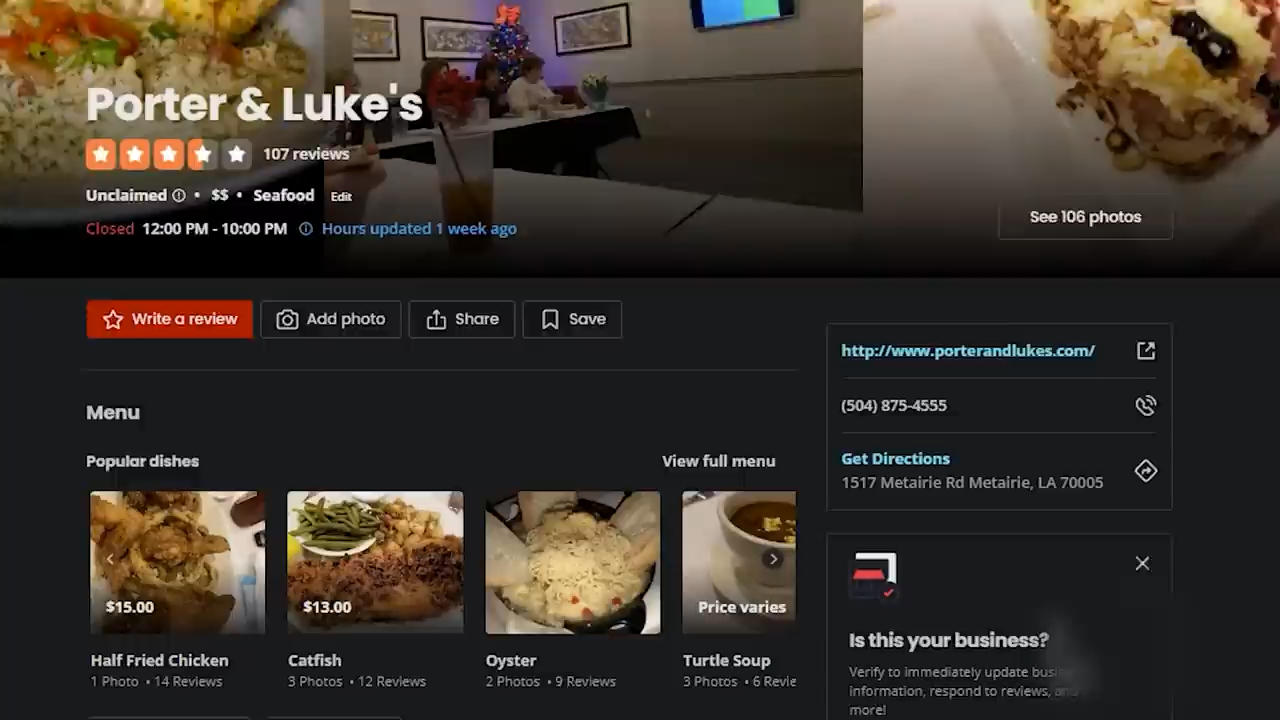 Porter & Luke's
107 reviews
Unclaimed • $$ • Seafood Edit
Closed 12:00 PM - 10:00 PM Hours updated 1 week ago
See 106 photos
Write a review Add photo Share Save
http://www.porterandlukes.com/
(504) 875-4555
Get Directions
1517 Metairie Rd Metairie, LA 70005
Menu
Popular dishes View full menu
$15.00 $13.00 Price varies
Half Fried Chicken Catfish Oyster Turtle Soup
1 Photo • 14 Reviews 3 Photos • 12 Reviews 2 Photos • 9 Reviews 3 Photos • 6 Revie
Is this your business?
Verify to immediately update busi
information, respond to reviews, and
more!